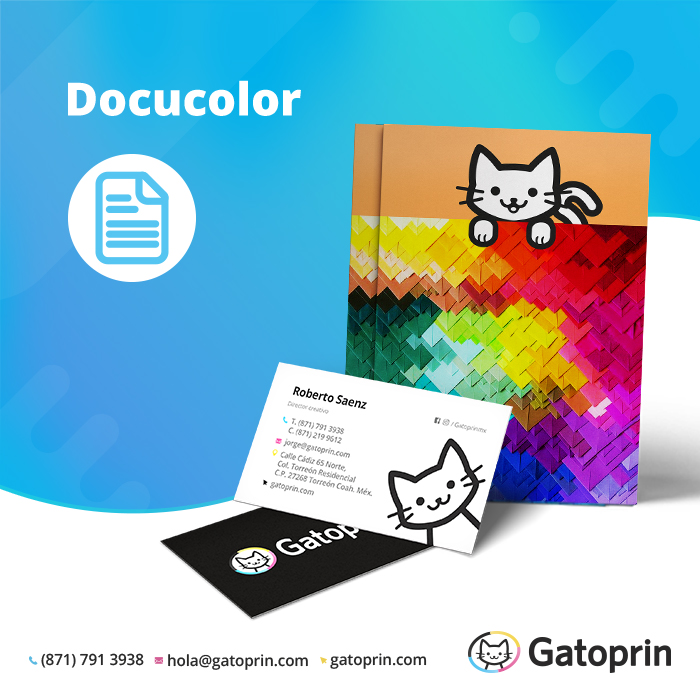 Docucolor
Roberto Saenz
Director creativo
T. (871) 791 3938
C. (871) 219 9612
/ Gatoprinmx
jorge@gatoprin.com
Calle Cádiz 65 Norte,
Col. Torreón Residencial
C.P. 27268 Torreón Coah. Méx.
gatoprin.com
Gatoprin
(871) 791 3938 hola@gatoprin.com gatoprin.com
Gatoprin